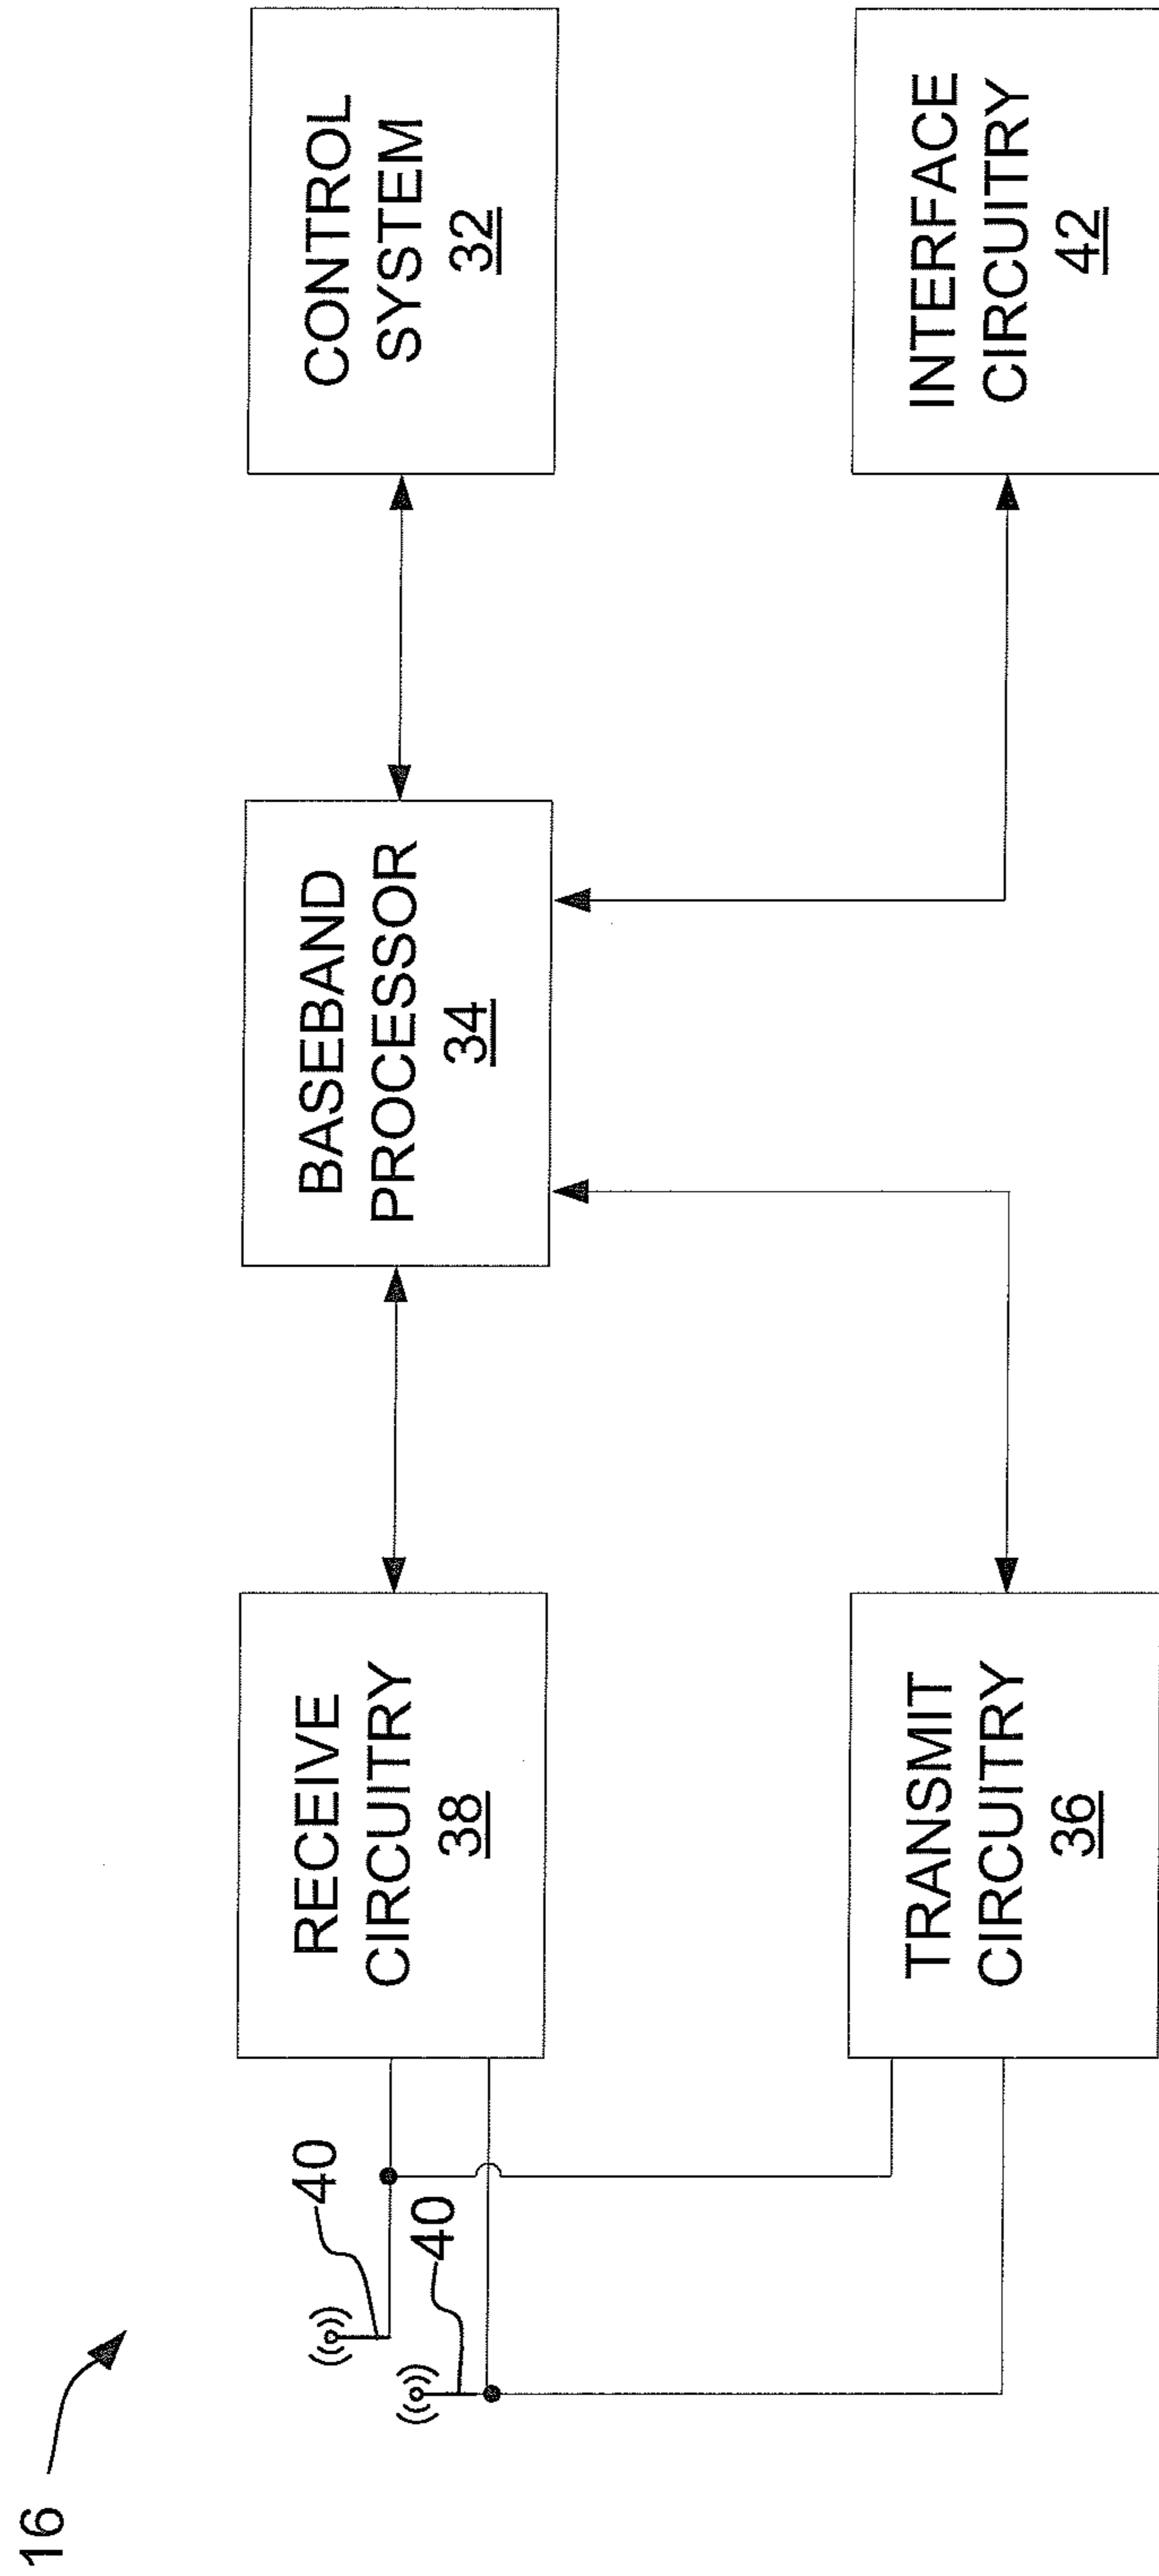 16
40
40
RECEIVE
CIRCUITRY
38
BASEBAND
PROCESSOR
34
CONTROL
SYSTEM
32
TRANSMIT
CIRCUITRY
36
INTERFACE
CIRCUITRY
42